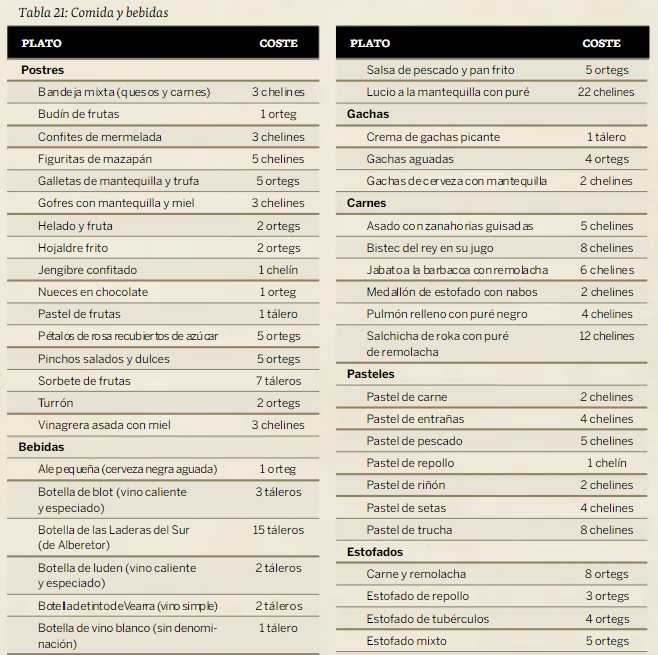 Tabla 21: Comida y bebidas
PLATO COSTE
Postres
Bandeja mixta (quesos y carnes) 3 chelines
Budín de frutas 1 orteg
Confites de mermelada 3 chelines
Figuritas de mazapán 5 chelines
Galletas de mantequilla y trufa 5 ortegs
Gofres con mantequilla y miel 3 chelines
Helado y fruta 2 ortegs
Hojaldre frito 2 ortegs
Jengibre confitado 1 chelín
Nueces en chocolate 1 orteg
Pastel de frutas 1 tálero
Pétalos de rosa recubiertos de azúcar 5 ortegs
Pinchos salados y dulces 5 ortegs
Sorbete de frutas 7 táleros
Turrón 2 ortegs
Vinagrera asada con miel 3 chelines
Bebidas
Ale pequeña (cerveza negra aguada) 1 orteg
Botella de blot (vino caliente 3 táleros
y especiado)
Botella de las Laderas del Sur 15 táleros
(de Alberetor)
Botella de luden (vino caliente 2 táleros
y especiado)
Botella de tinto de Vearra (vino simple) 2 táleros
Botella de vino blanco (sin denomi- 1 tálero
nación)
PLATO COSTE
Salsa de pescado y pan frito 5 ortegs
Lucio a la mantequilla con puré 22 chelines
Gachas
Crema de gachas picante 1 tálero
Gachas aguadas 4 ortegs
Gachas de cerveza con mantequilla 2 chelines
Carnes
Asado con zanahorias guisadas 5 chelines
Bistec del rey en su jugo 8 chelines
Jabato a la barbacoa con remolacha 6 chelines
Medallón de estofado con nabos 2 chelines
Pulmón relleno con puré negro 4 chelines
Salchicha de roka con puré 12 chelines
de remolacha
Pasteles
Pastel de carne 2 chelines
Pastel de entrañas 4 chelines
Pastel de pescado 5 chelines
Pastel de repollo 1 chelín
Pastel de riñón 2 chelines
Pastel de setas 4 chelines
Pastel de trucha 8 chelines
Estofados
Carne y remolacha 8 ortegs
Estofado de repollo 3 ortegs
Estofado de tubérculos 4 ortegs
Estofado mixto 5 ortegs